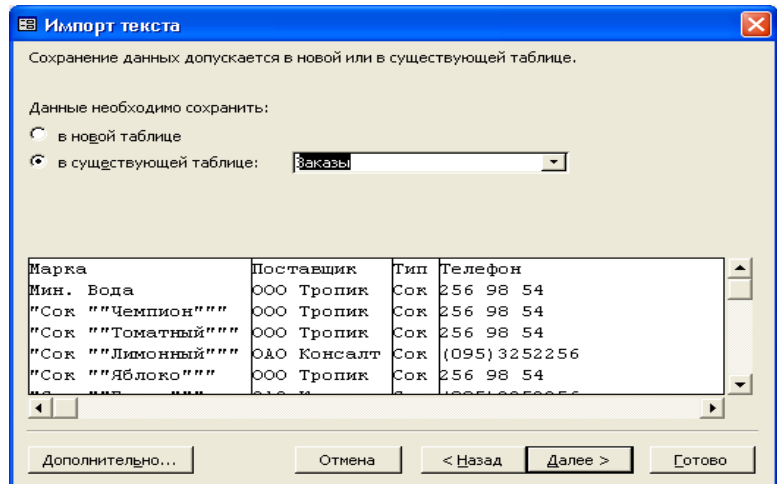 Импорт текста
Сохранение данных допускается в новой или в существующей таблице.
Данные необходимо сохранить:
в новой таблице
в существующей таблице: Заказы
Марка Поставщик Тип Телефон
Мин. Вода ООО Тропик Сок 256 98 54
"Сок ""Чемпион""" ООО Тропик Сок 256 98 54
"Сок ""Томатный""" ООО Тропик Сок 256 98 54
"Сок ""Лимонный""" ОАО Консалт Сок (095)3252256
"Сок ""Яблоко""" ООО Тропик Сок 256 98 54
Дополнительно... Отмена < Назад Далее > Готово